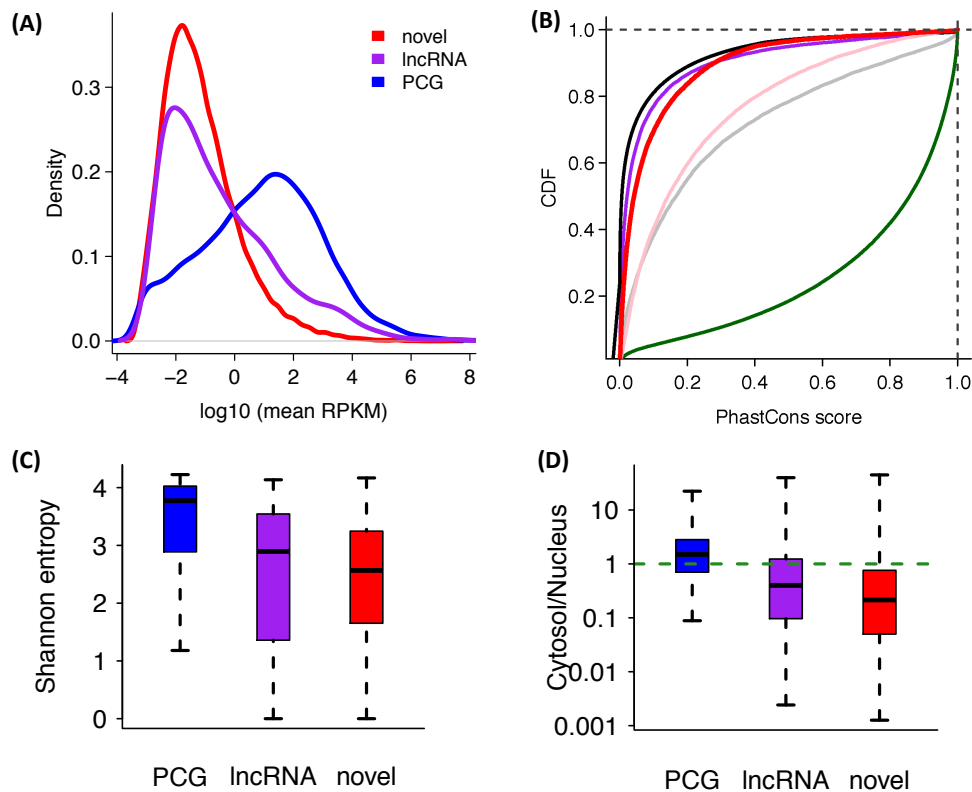 (A)
novel
lncRNA
PCG
Density
0.3
0.2
0.1
0.0
−4 −2 0 2 4 6 8
log10 (mean RPKM)
(B)
CDF
1.0
0.8
0.6
0.4
0.2
0.0 0.2 0.4 0.6 0.8 1.0
PhastCons score
(C)
Shannon entropy
4
3
2
1
0
PCG lncRNA novel
(D)
Cytosol/Nucleus
10
1
0.1
0.01
0.001
PCG lncRNA novel